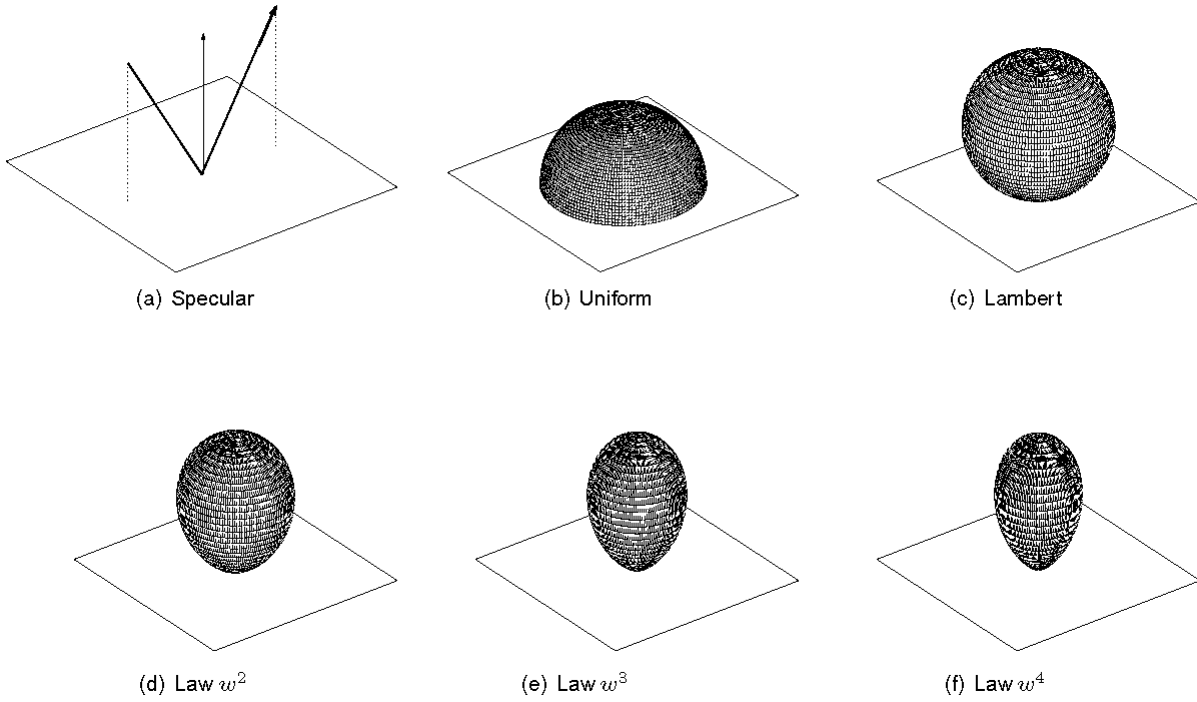 (a) Specular
(b) Uniform
(c) Lambert
(d) Law w²
(e) Law w³
(f) Law w⁴